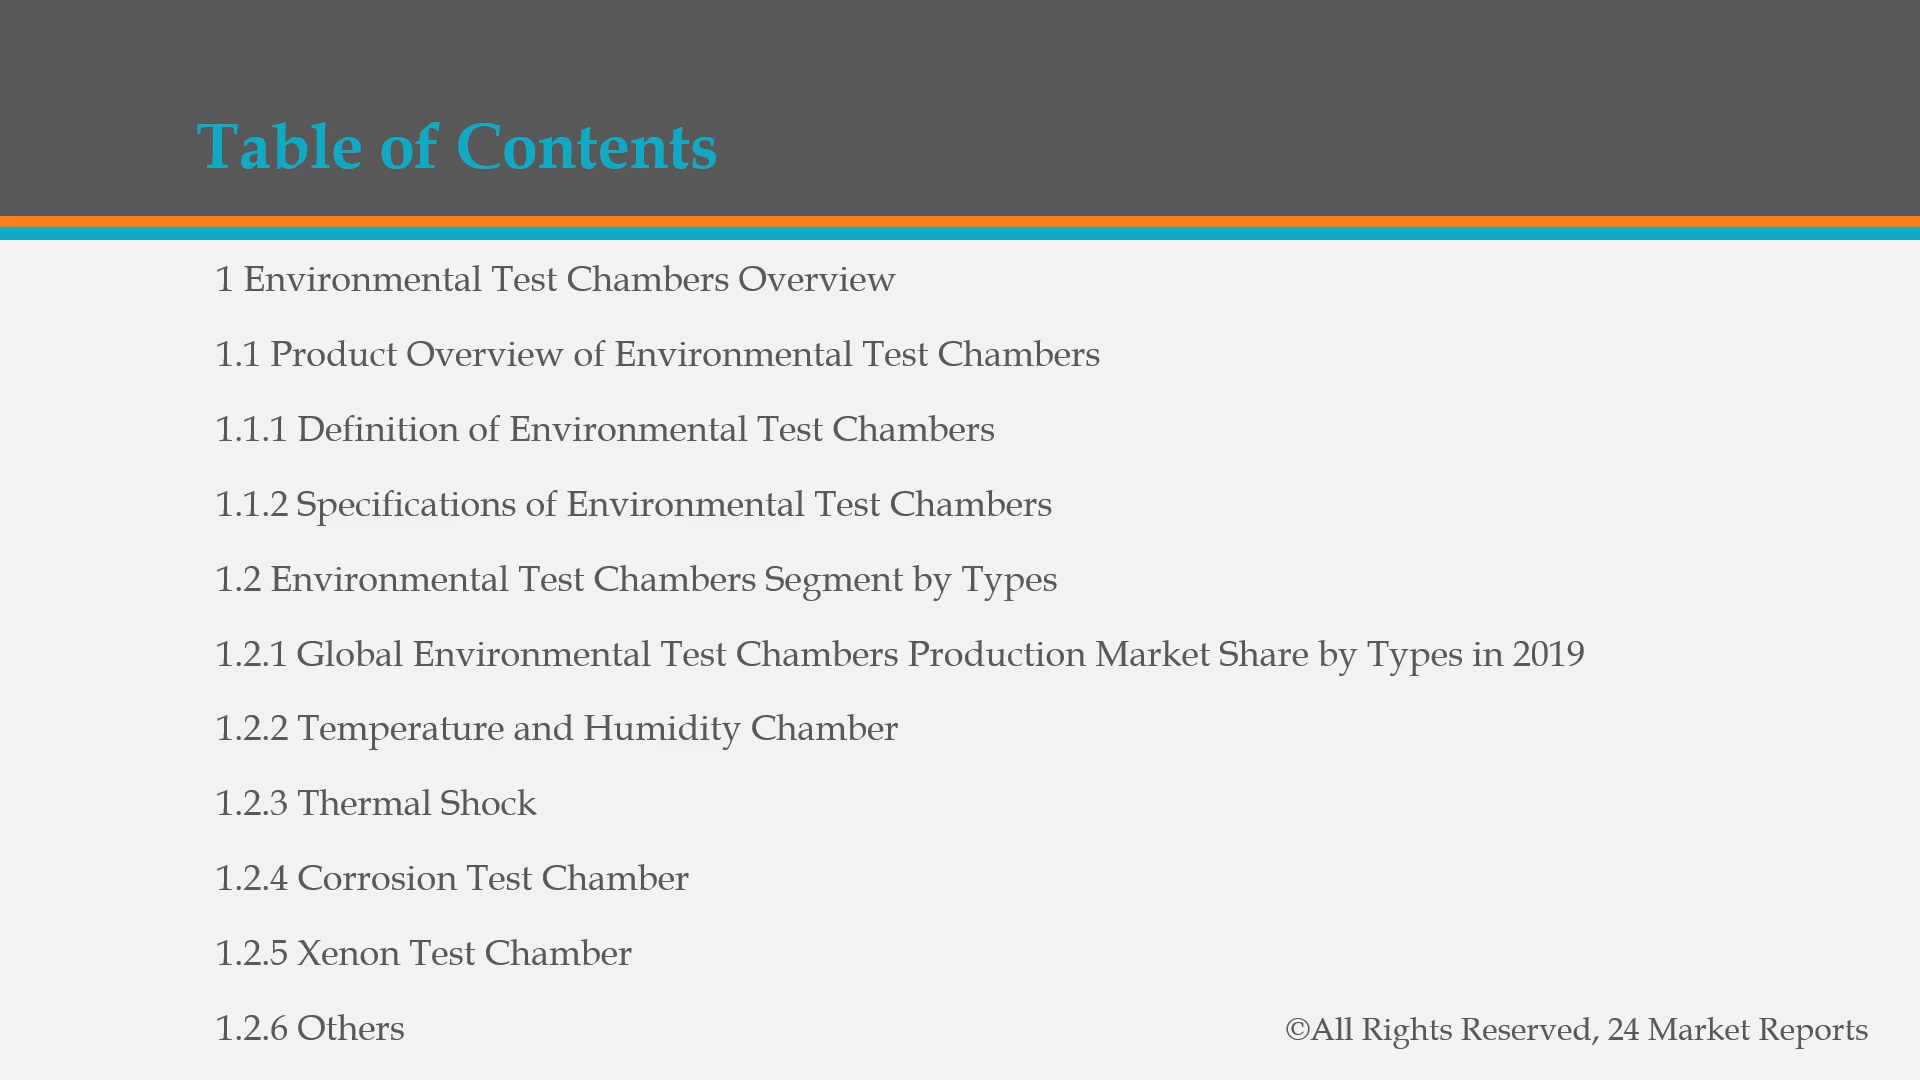 Table of Contents
1 Environmental Test Chambers Overview
1.1 Product Overview of Environmental Test Chambers
1.1.1 Definition of Environmental Test Chambers
1.1.2 Specifications of Environmental Test Chambers
1.2 Environmental Test Chambers Segment by Types
1.2.1 Global Environmental Test Chambers Production Market Share by Types in 2019
1.2.2 Temperature and Humidity Chamber
1.2.3 Thermal Shock
1.2.4 Corrosion Test Chamber
1.2.5 Xenon Test Chamber
1.2.6 Others
©All Rights Reserved, 24 Market Reports